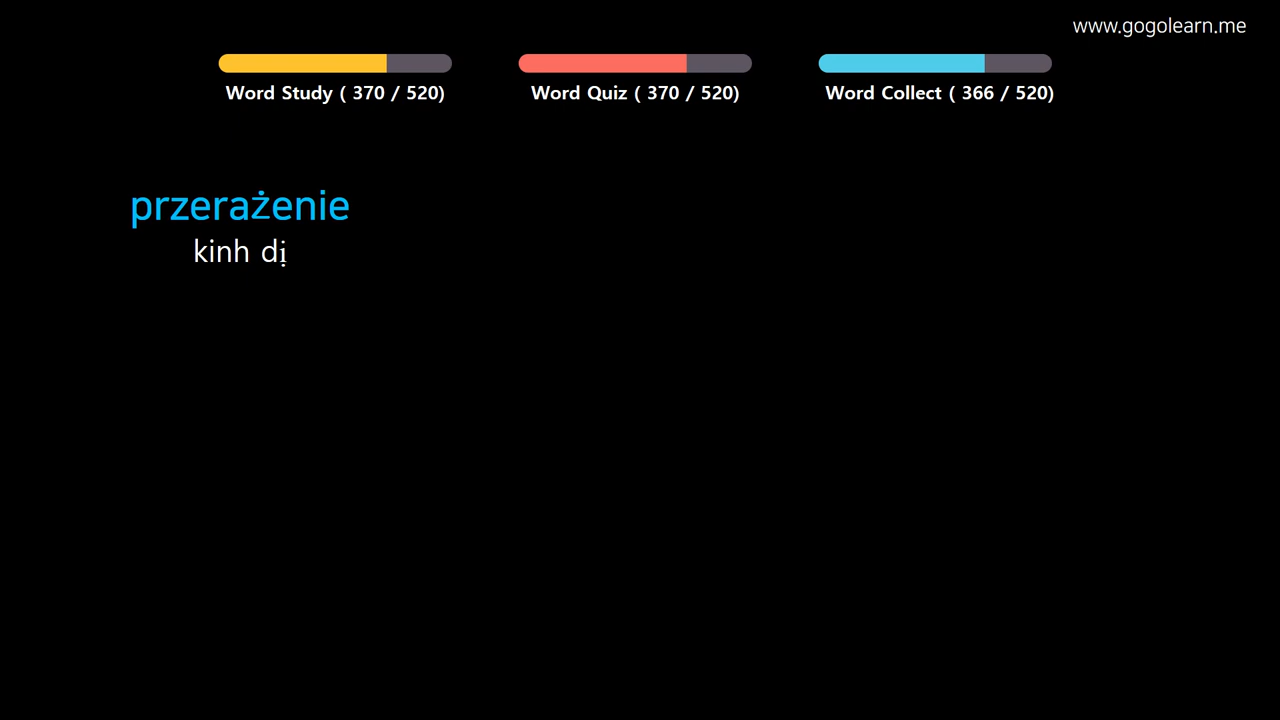 www.gogolearn.me
Word Study ( 370 / 520)
Word Quiz ( 370 / 520)
Word Collect ( 366 / 520)
przerażenie
kinh dị